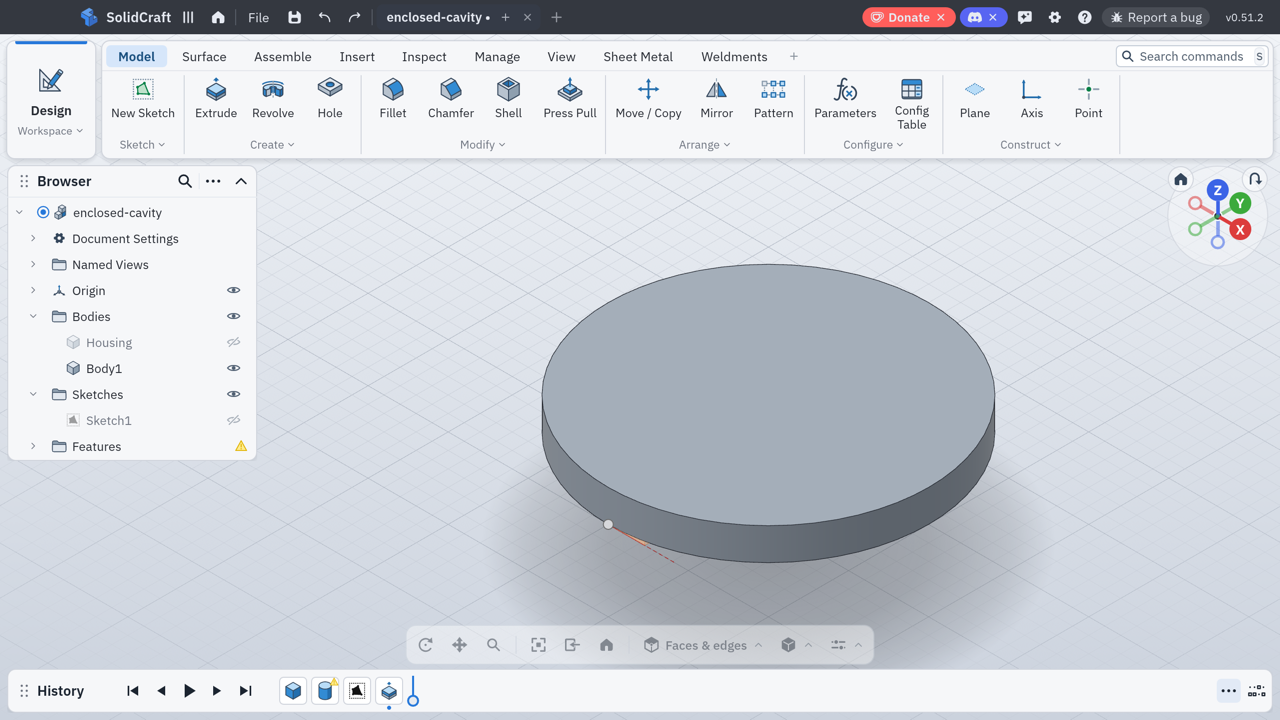 SolidCraft
File
enclosed-cavity •
Donate
Report a bug
v0.51.2
Design
Workspace
Model
Surface
Assemble
Insert
Inspect
Manage
View
Sheet Metal
Weldments
Search commands
S
New Sketch
Extrude
Revolve
Hole
Fillet
Chamfer
Shell
Press Pull
Move / Copy
Mirror
Pattern
Parameters
Config
Table
Plane
Axis
Point
Sketch
Create
Modify
Arrange
Configure
Construct
Browser
enclosed-cavity
Document Settings
Named Views
Origin
Bodies
Housing
Body1
Sketches
Sketch1
Features
Z
Y
X
Faces & edges
History